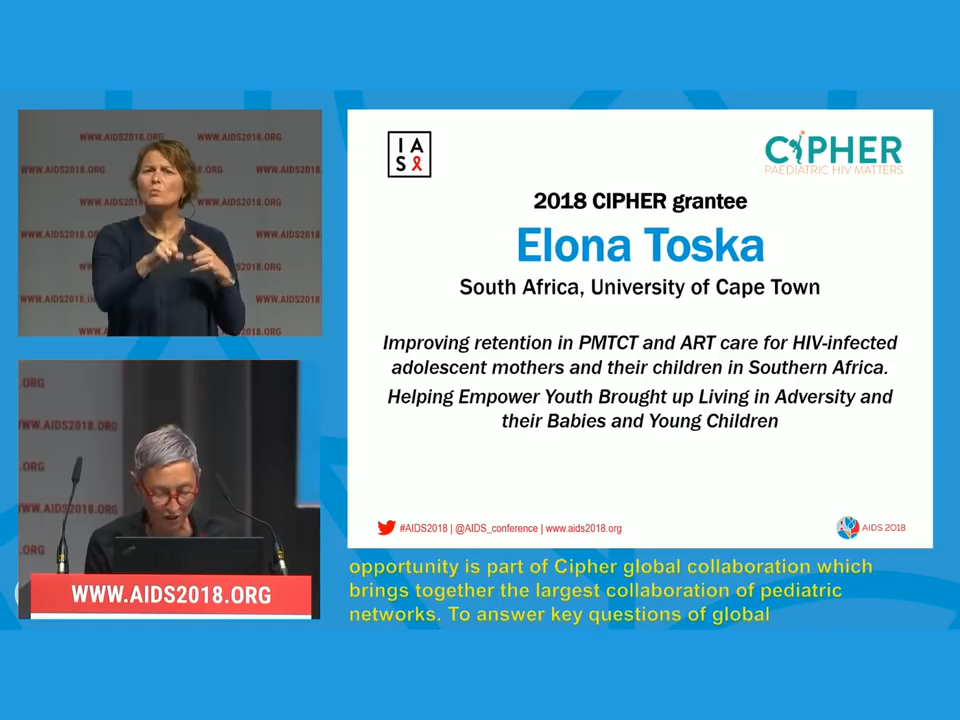 WWW.AIDS2018.ORG WWW.AIDS2018.ORG
WWW.AIDS2018.ORG WWW.AIDS2018
WWW.AIDS2018.ORG
WWW.AIDS2018.ORG
.ORG
WWW.AIDS2018.ORG
.ORG
WWW.AIDS2018.ORG
.ORG
WWW.AIDS2018.ORG
I A
S
CIPHER
PAEDIATRIC HIV MATTERS
2018 CIPHER grantee
Elona Toska
South Africa, University of Cape Town
Improving retention in PMTCT and ART care for HIV-infected
adolescent mothers and their children in Southern Africa.
Helping Empower Youth Brought up Living in Adversity and
their Babies and Young Children
#AIDS2018 | @AIDS_conference | www.aids2018.org
AIDS 2018
opportunity is part of Cipher global collaboration which
brings together the largest collaboration of pediatric
networks. To answer key questions of global